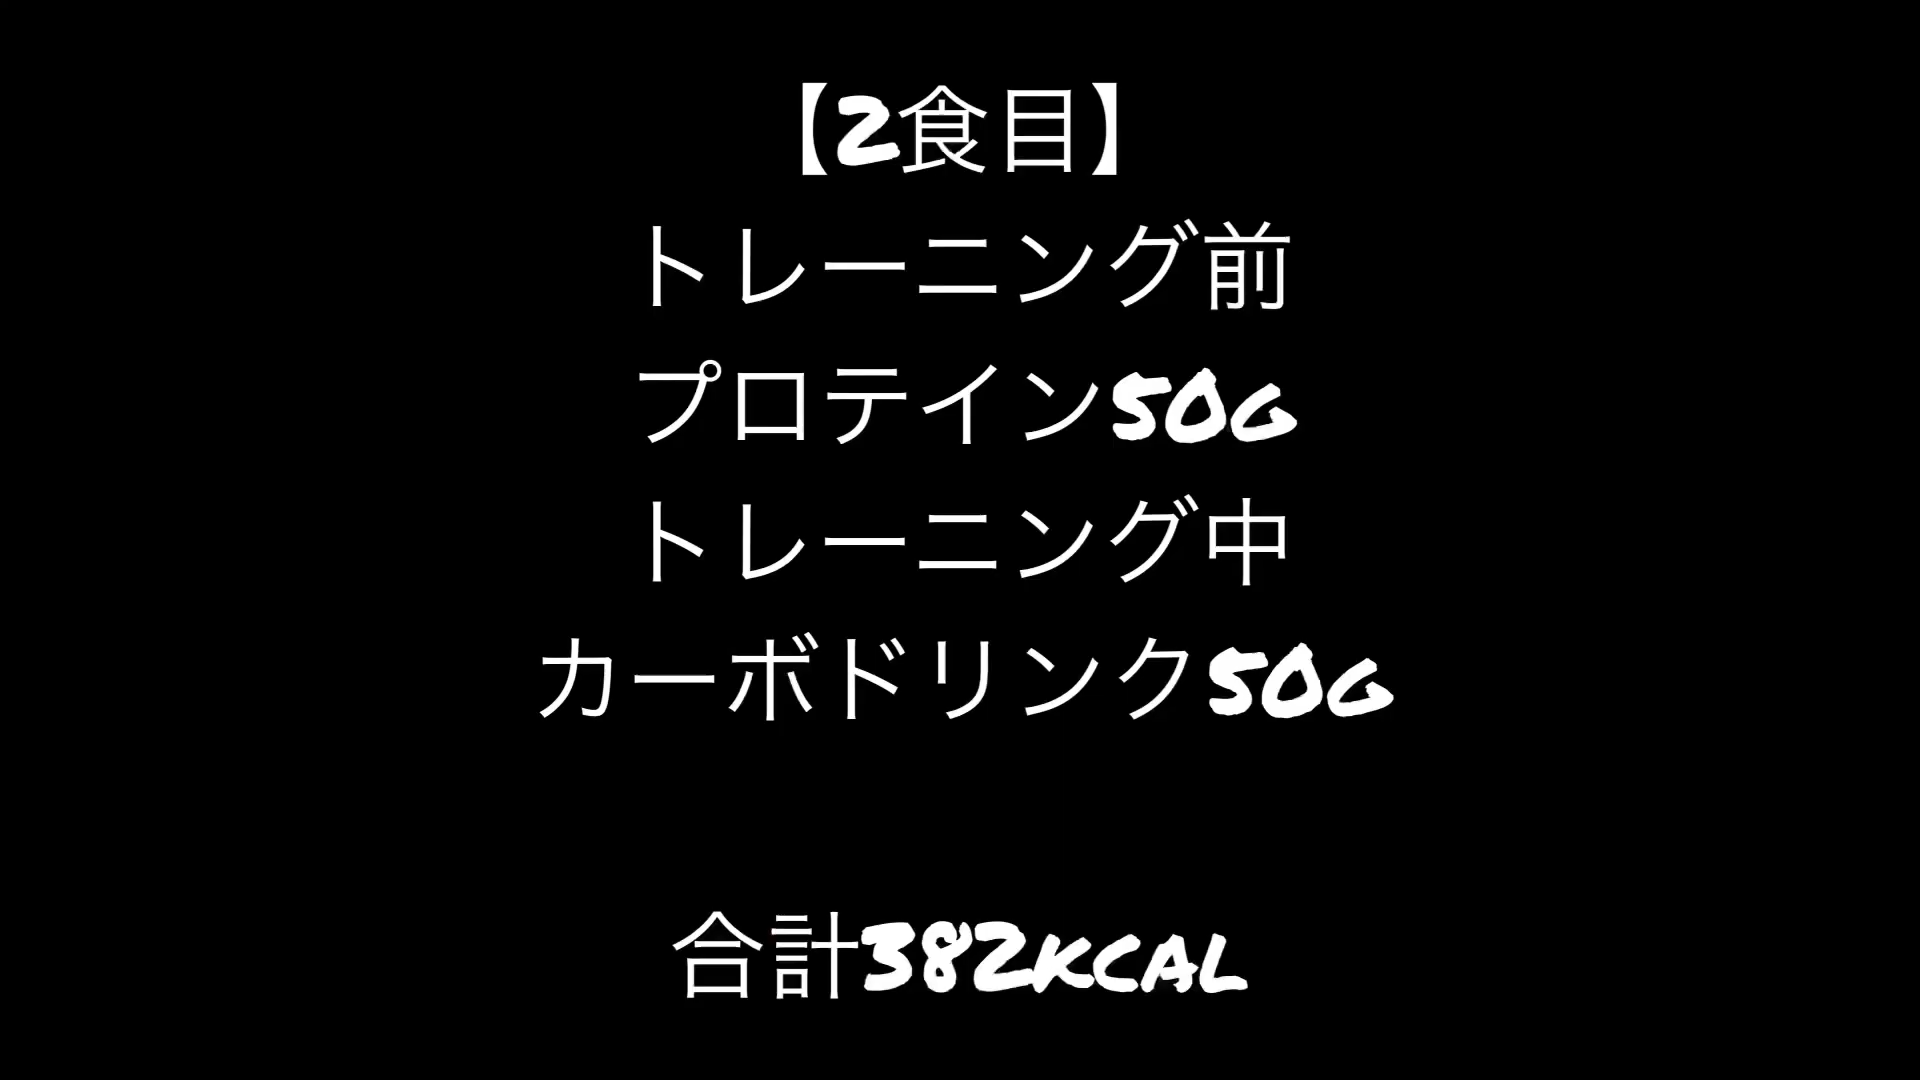 【2食目】
トレーニング前
プロテイン50g
トレーニング中
カーボドリンク50g
合計382kcal